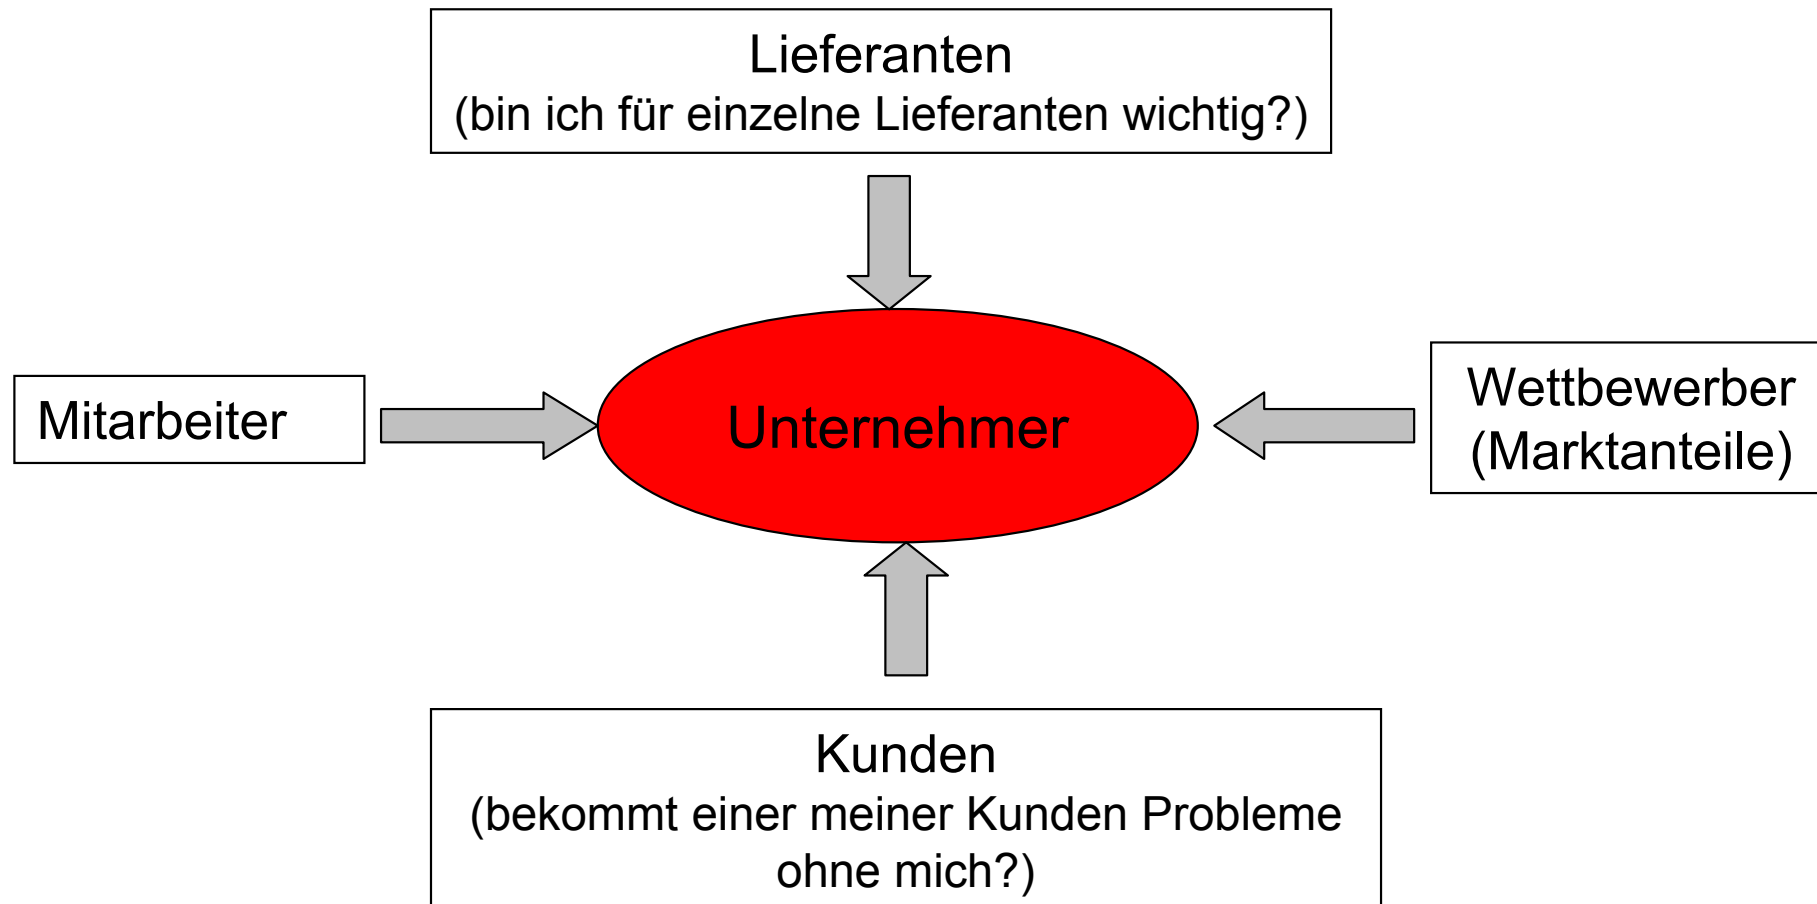 Lieferanten
(bin ich für einzelne Lieferanten wichtig?)
Mitarbeiter
Unternehmer
Wettbewerber
(Marktanteile)
Kunden
(bekommt einer meiner Kunden Probleme
ohne mich?)